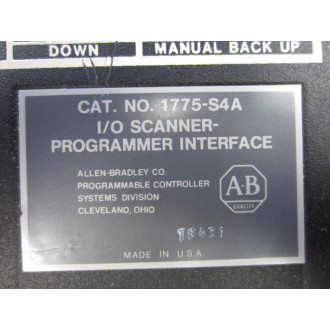 DOWN MANUAL BACK UP
CAT. NO. 1775-S4A
I/O SCANNER-
PROGRAMMER INTERFACE
ALLEN-BRADLEY CO.
PROGRAMMABLE CONTROLLER
SYSTEMS DIVISION
CLEVELAND, OHIO
A-B
QUALITY
MADE IN U.S.A.